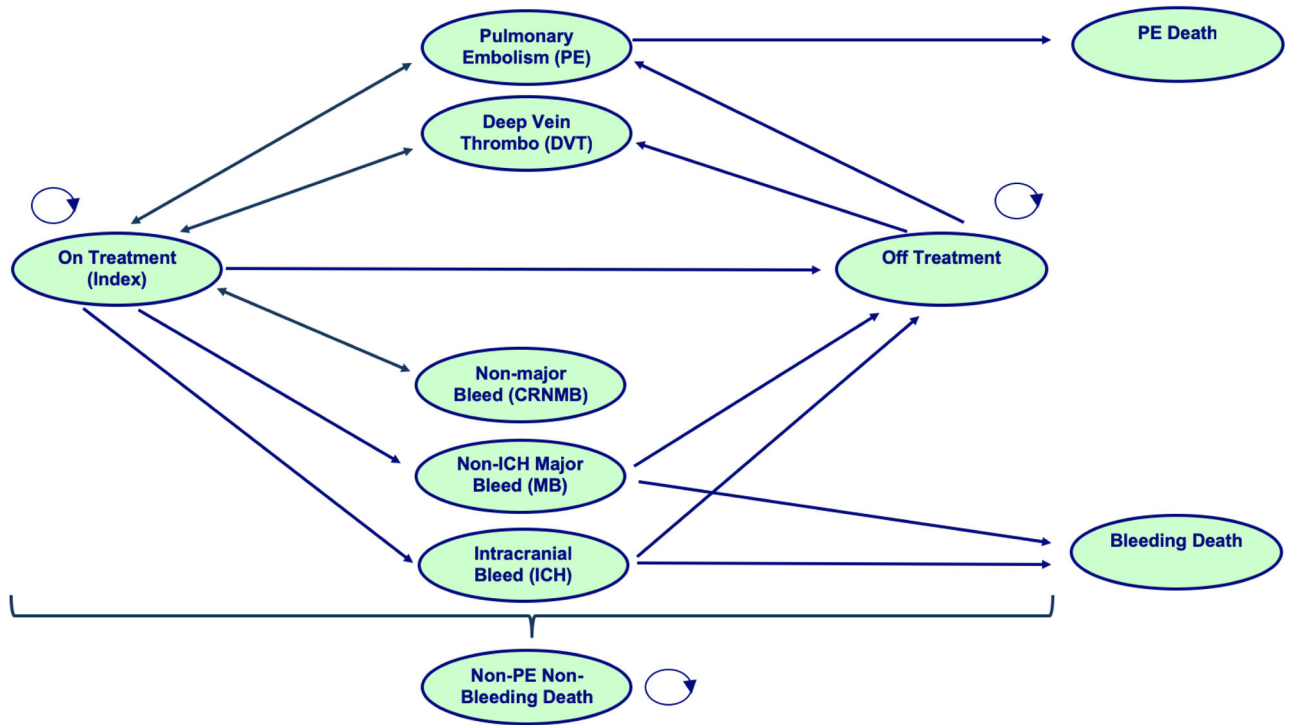 Pulmonary
Embolism (PE)
PE Death
Deep Vein
Thrombo (DVT)
On Treatment
(Index)
Off Treatment
Non-major
Bleed (CRNMB)
Non-ICH Major
Bleed (MB)
Intracranial
Bleed (ICH)
Bleeding Death
Non-PE Non-
Bleeding Death